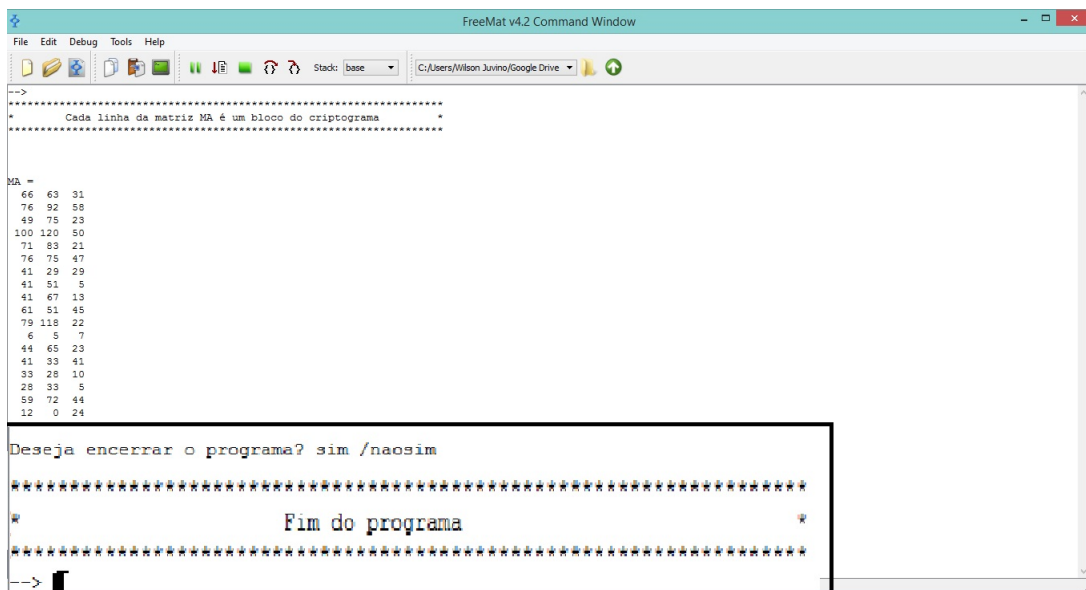 FreeMat v4.2 Command Window
File Edit Debug Tools Help
Stack: base C:/Users/Wilson Juvino/Google Drive
-->
********************************************************************
* Cada linha da matriz MA é um bloco do criptograma *
********************************************************************
MA =
66 63 31
76 92 58
49 75 23
100 120 50
71 83 21
76 75 47
41 29 29
41 51 5
41 67 13
61 51 45
79 118 22
6 5 7
44 65 23
41 33 41
33 28 10
28 33 5
59 72 44
12 0 24
Deseja encerrar o programa? sim /naosim
********************************************************************
* Fim do programa *
********************************************************************
-->